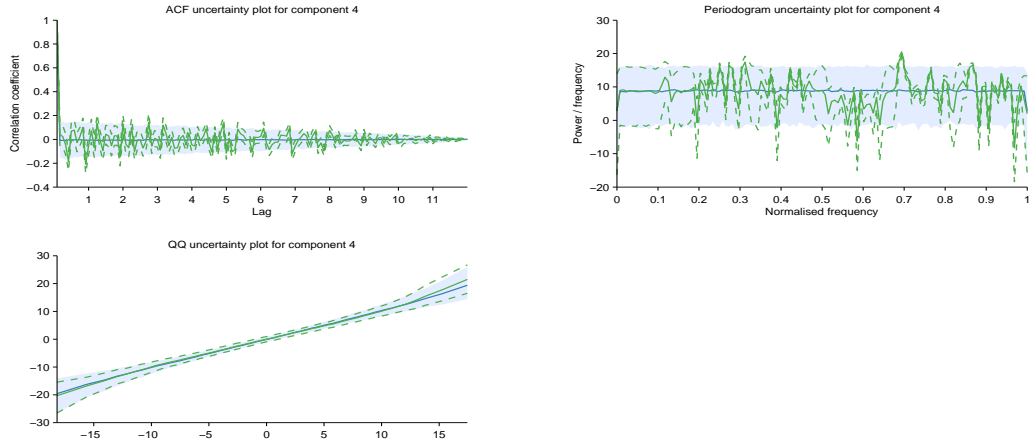 ACF uncertainty plot for component 4
1
0.8
0.6
0.4
0.2
0
−0.2
−0.4
Correlation coefficient
1 2 3 4 5 6 7 8 9 10 11
Lag
Periodogram uncertainty plot for component 4
30
20
10
0
−10
−20
Power / frequency
0 0.1 0.2 0.3 0.4 0.5 0.6 0.7 0.8 0.9 1
Normalised frequency
QQ uncertainty plot for component 4
30
20
10
0
−10
−20
−30
−15 −10 −5 0 5 10 15